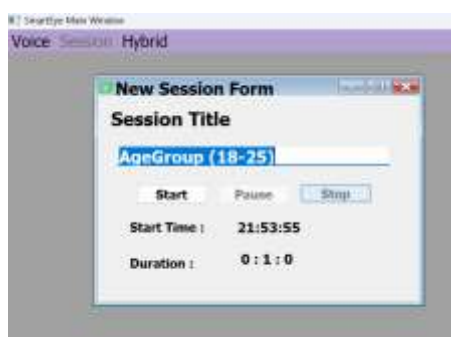 SmartEye Main Window
Voice Session Hybrid
New Session Form
Session Title
AgeGroup (18-25)
Start Pause Stop
Start Time : 21:53:55
Duration : 0 : 1 : 0